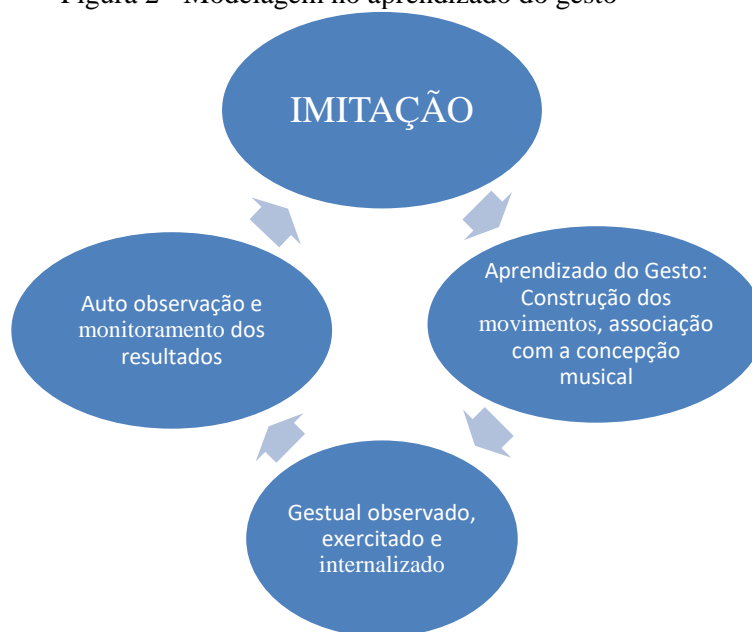 Figura 2 - Modelagem no aprendizado do gesto
IMITAÇÃO
Aprendizado do Gesto:
Construção dos
movimentos, associação
com a concepção
musical
Gestual observado,
exercitado e
internalizado
Auto observação e
monitoramento dos
resultados